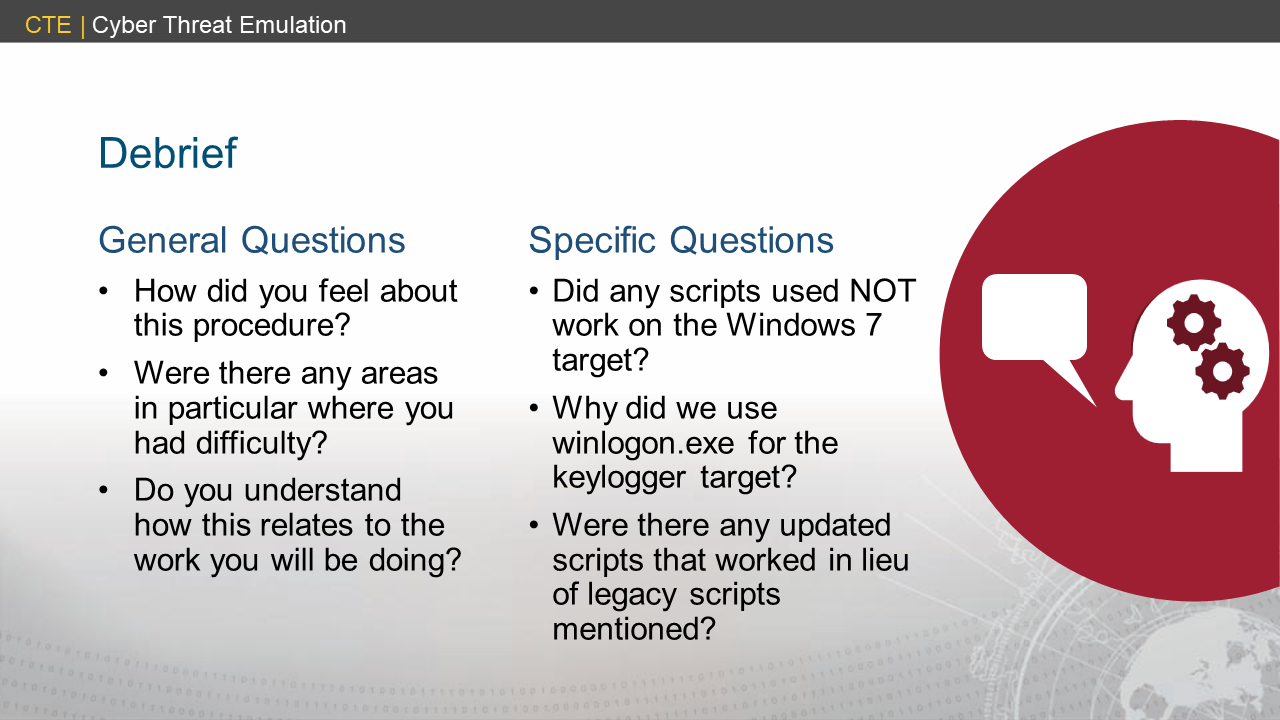 CTE | Cyber Threat Emulation
Debrief
General Questions
• How did you feel about
this procedure?
• Were there any areas
in particular where you
had difficulty?
• Do you understand
how this relates to the
work you will be doing?
Specific Questions
• Did any scripts used NOT
work on the Windows 7
target?
• Why did we use
winlogon.exe for the
keylogger target?
• Were there any updated
scripts that worked in lieu
of legacy scripts
mentioned?